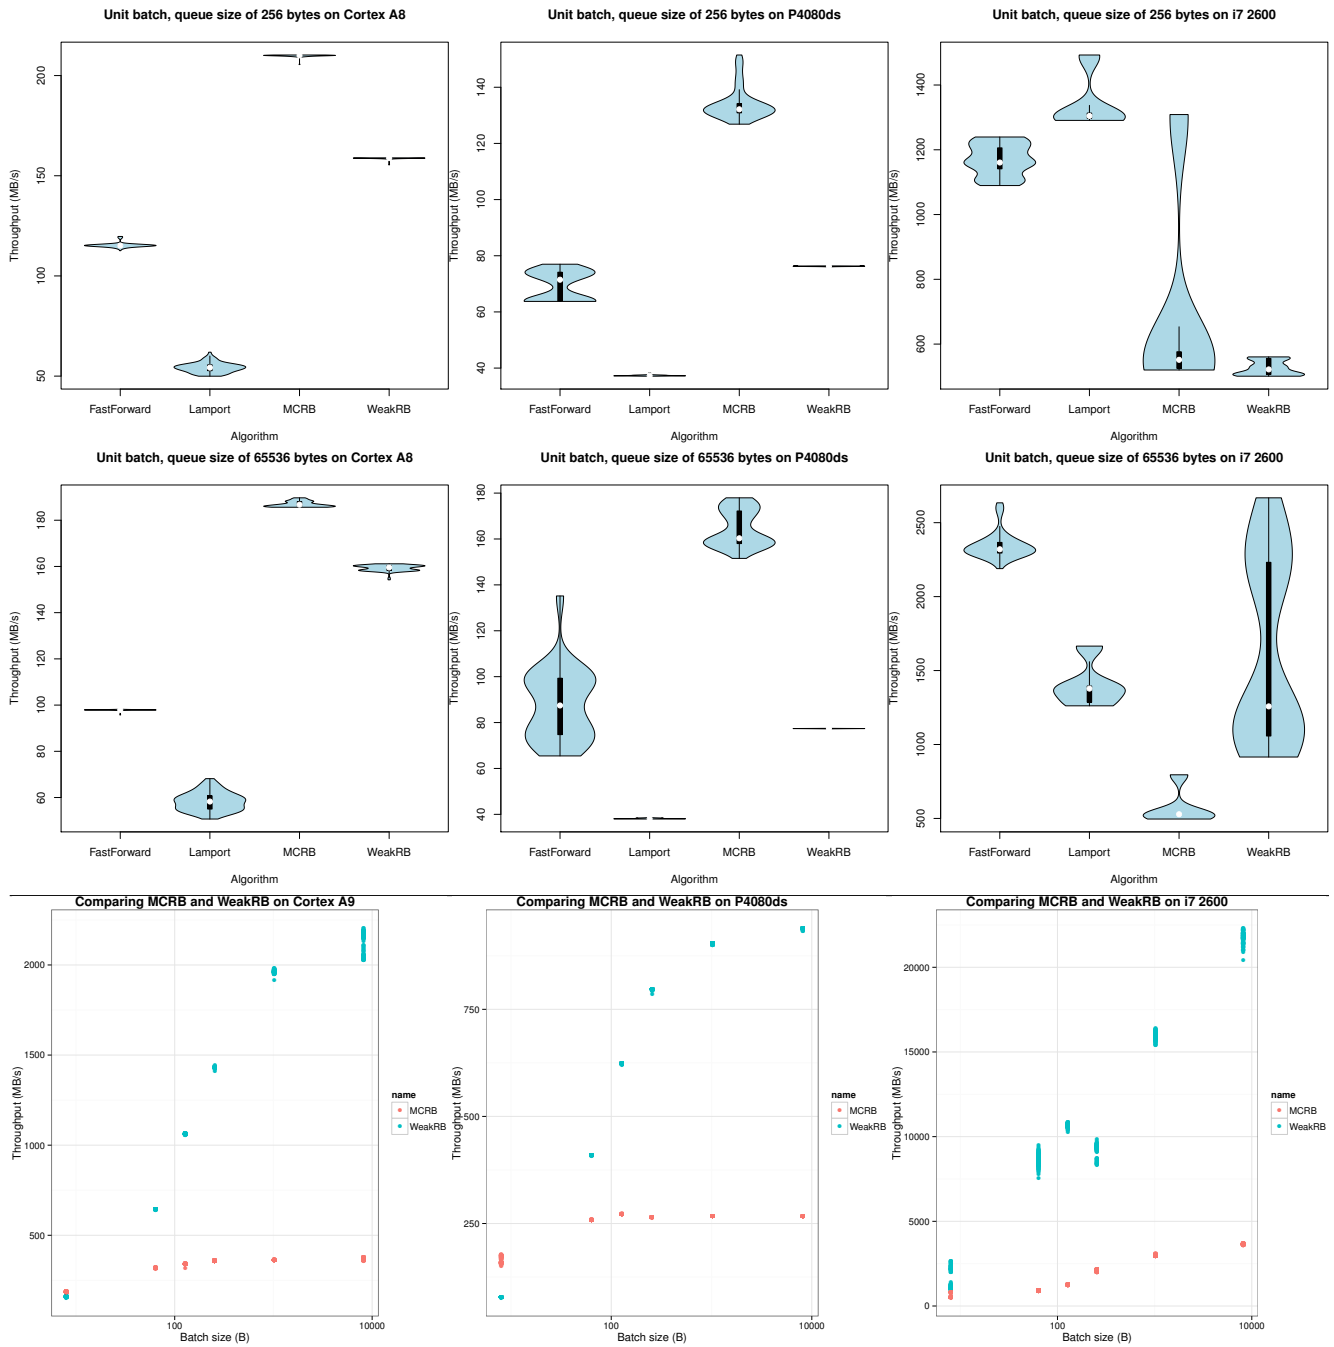 Unit batch, queue size of 256 bytes on Cortex A8
Throughput (MB/s)
200
150
100
50
FastForward Lamport MCRB WeakRB
Algorithm
Unit batch, queue size of 256 bytes on P4080ds
Throughput (MB/s)
140
120
100
80
60
40
FastForward Lamport MCRB WeakRB
Algorithm
Unit batch, queue size of 256 bytes on i7 2600
Throughput (MB/s)
1400
1200
1000
800
600
FastForward Lamport MCRB WeakRB
Algorithm
Unit batch, queue size of 65536 bytes on Cortex A8
Throughput (MB/s)
180
160
140
120
100
80
60
FastForward Lamport MCRB WeakRB
Algorithm
Unit batch, queue size of 65536 bytes on P4080ds
Throughput (MB/s)
180
160
140
120
100
80
60
40
FastForward Lamport MCRB WeakRB
Algorithm
Unit batch, queue size of 65536 bytes on i7 2600
Throughput (MB/s)
2500
2000
1500
1000
500
FastForward Lamport MCRB WeakRB
Algorithm
Comparing MCRB and WeakRB on Cortex A9
Throughput (MB/s)
2000
1500
1000
500
100 10000
Batch size (B)
name
MCRB
WeakRB
Comparing MCRB and WeakRB on P4080ds
Throughput (MB/s)
750
500
250
100 10000
Batch size (B)
name
MCRB
WeakRB
Comparing MCRB and WeakRB on i7 2600
Throughput (MB/s)
20000
15000
10000
5000
0
100 10000
Batch size (B)
name
MCRB
WeakRB